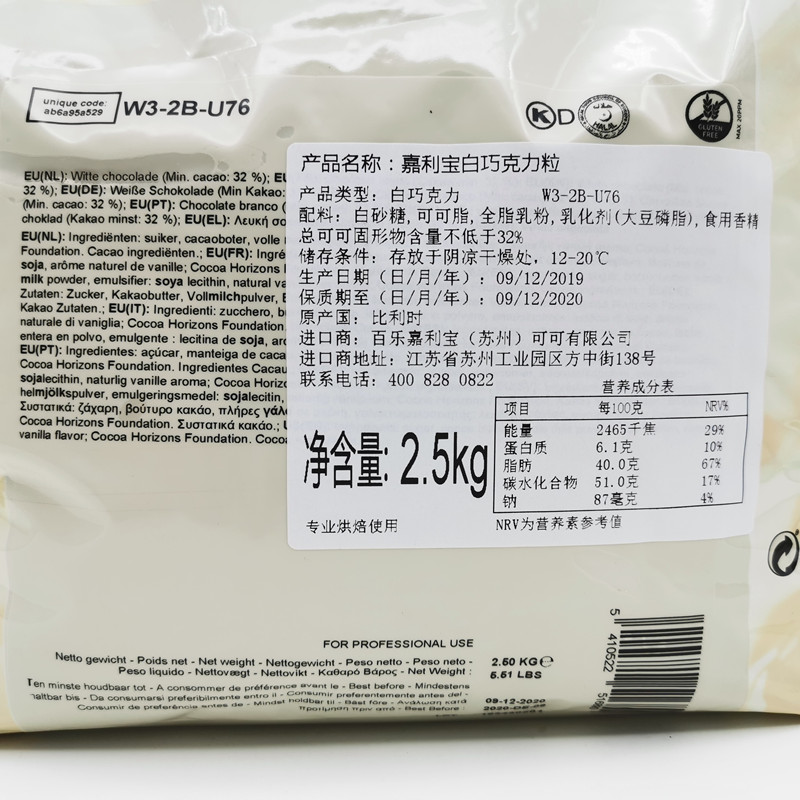 unique code:
ab6a95a529
W3-2B-U76
K D
HALAL
GLUTEN
FREE
MAX 20PPM
EU(NL): Witte chocolade (Min. cacao: 32 %); EU
32 %); EU(DE): Weiße Schokolade (Min Kakao:
(Min. cacao: 32 %); EU(PT): Chocolate branco (
choklad (Kakao minst: 32 %); EU(EL): Λευκή σο
EU(NL): Ingrediënten: suiker, cacaoboter, volle
Foundation. Cacao ingrediënten.; EU(FR): Ingré
soja, arôme naturel de vanille; Cocoa Horizons
milk powder, emulsifier: soya lecithin, natural va
Zutaten: Zucker, Kakaobutter, Vollmilchpulver, E
Kakao Zutaten.; EU(IT): Ingredienti: zucchero, b
naturale di vaniglia; Cocoa Horizons Foundation
entera en polvo, emulgente : lecitina de soja, aro
EU(PT): Ingredientes: açúcar, manteiga de caca
Cocoa Horizons Foundation. Ingredientes Cacau
sojalecithin, naturlig vanille aroma; Cocoa Horiz
helmjölkspulver, emulgeringsmedel: sojalecitin,
Συστατικά: ζάχαρη, βούτυρο κακάο, πλήρες γάλ
Cocoa Horizons Foundation. Συστατικά κακάο.; U
vanilla flavor; Cocoa Horizons Foundation. Coco
产品名称：嘉利宝白巧克力粒
产品类型：白巧克力 W3-2B-U76
配料：白砂糖,可可脂,全脂乳粉,乳化剂(大豆磷脂),食用香精
总可可固形物含量不低于32%
储存条件：存放于阴凉干燥处，12-20℃
生产日期（日/月/年）：09/12/2019
保质期至（日/月/年）：09/12/2020
原产国：比利时
进口商：百乐嘉利宝（苏州）可可有限公司
进口商地址：江苏省苏州工业园区方中街138号
联系电话：400 828 0822
营养成分表
项目 每100克 NRV%
能量 2465千焦 29%
蛋白质 6.1克 10%
脂肪 40.0克 67%
碳水化合物 51.0克 17%
钠 87毫克 4%
净含量: 2.5kg
专业烘焙使用
NRV为营养素参考值
FOR PROFESSIONAL USE
Netto gewicht - Poids net - Net weight - Nettogewicht - Peso netto - Peso neto -
Peso liquido - Nettovægt - Nettovikt - Καθαρό Βάρος - Net Weight :
2.50 KG℮
5.51 LBS
Ten minste houdbaar tot - A consommer de préférence avant le - Best before - Mindestens
haltbar bis - Da consumarsi preferibilmente entro il - Consumir preferentemente antes del -
Consumir de preferência antes de - Mindst holdbar til - Bäst före - Ανάλωση κατά
προτίμηση πριν από - Best Before :
09-12-2020
5 410522